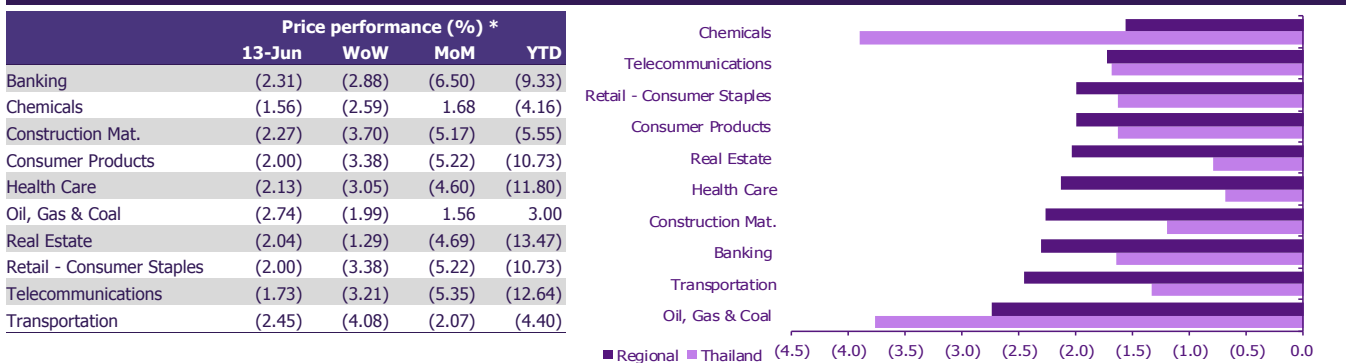 Price performance (%) *
13-Jun WoW MoM YTD
Banking (2.31) (2.88) (6.50) (9.33)
Chemicals (1.56) (2.59) 1.68 (4.16)
Construction Mat. (2.27) (3.70) (5.17) (5.55)
Consumer Products (2.00) (3.38) (5.22) (10.73)
Health Care (2.13) (3.05) (4.60) (11.80)
Oil, Gas & Coal (2.74) (1.99) 1.56 3.00
Real Estate (2.04) (1.29) (4.69) (13.47)
Retail - Consumer Staples (2.00) (3.38) (5.22) (10.73)
Telecommunications (1.73) (3.21) (5.35) (12.64)
Transportation (2.45) (4.08) (2.07) (4.40)
Chemicals
Telecommunications
Retail - Consumer Staples
Consumer Products
Real Estate
Health Care
Construction Mat.
Banking
Transportation
Oil, Gas & Coal
(4.5) (4.0) (3.5) (3.0) (2.5) (2.0) (1.5) (1.0) (0.5) 0.0
Regional Thailand